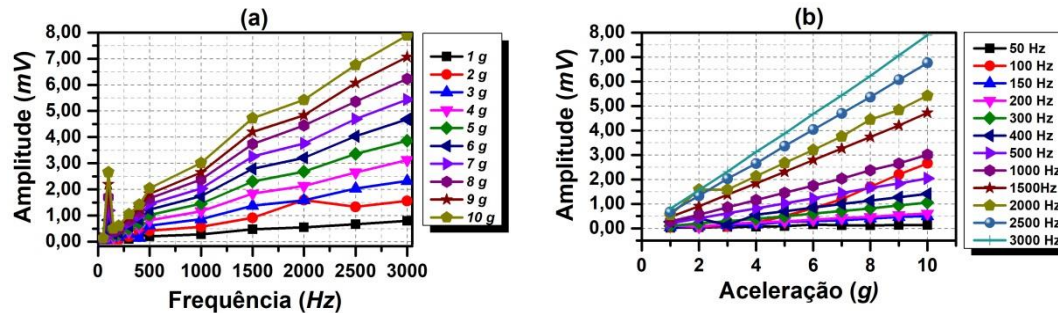 (a)
Amplitude (mV)
8,00
7,00
6,00
5,00
4,00
3,00
2,00
1,00
0,00
0 500 1000 1500 2000 2500 3000
Frequência (Hz)
1 g
2 g
3 g
4 g
5 g
6 g
7 g
8 g
9 g
10 g
(b)
Amplitude (mV)
8,00
7,00
6,00
5,00
4,00
3,00
2,00
1,00
0,00
0 2 4 6 8 10
Aceleração (g)
50 Hz
100 Hz
150 Hz
200 Hz
300 Hz
400 Hz
500 Hz
1000 Hz
1500Hz
2000 Hz
2500 Hz
3000 Hz